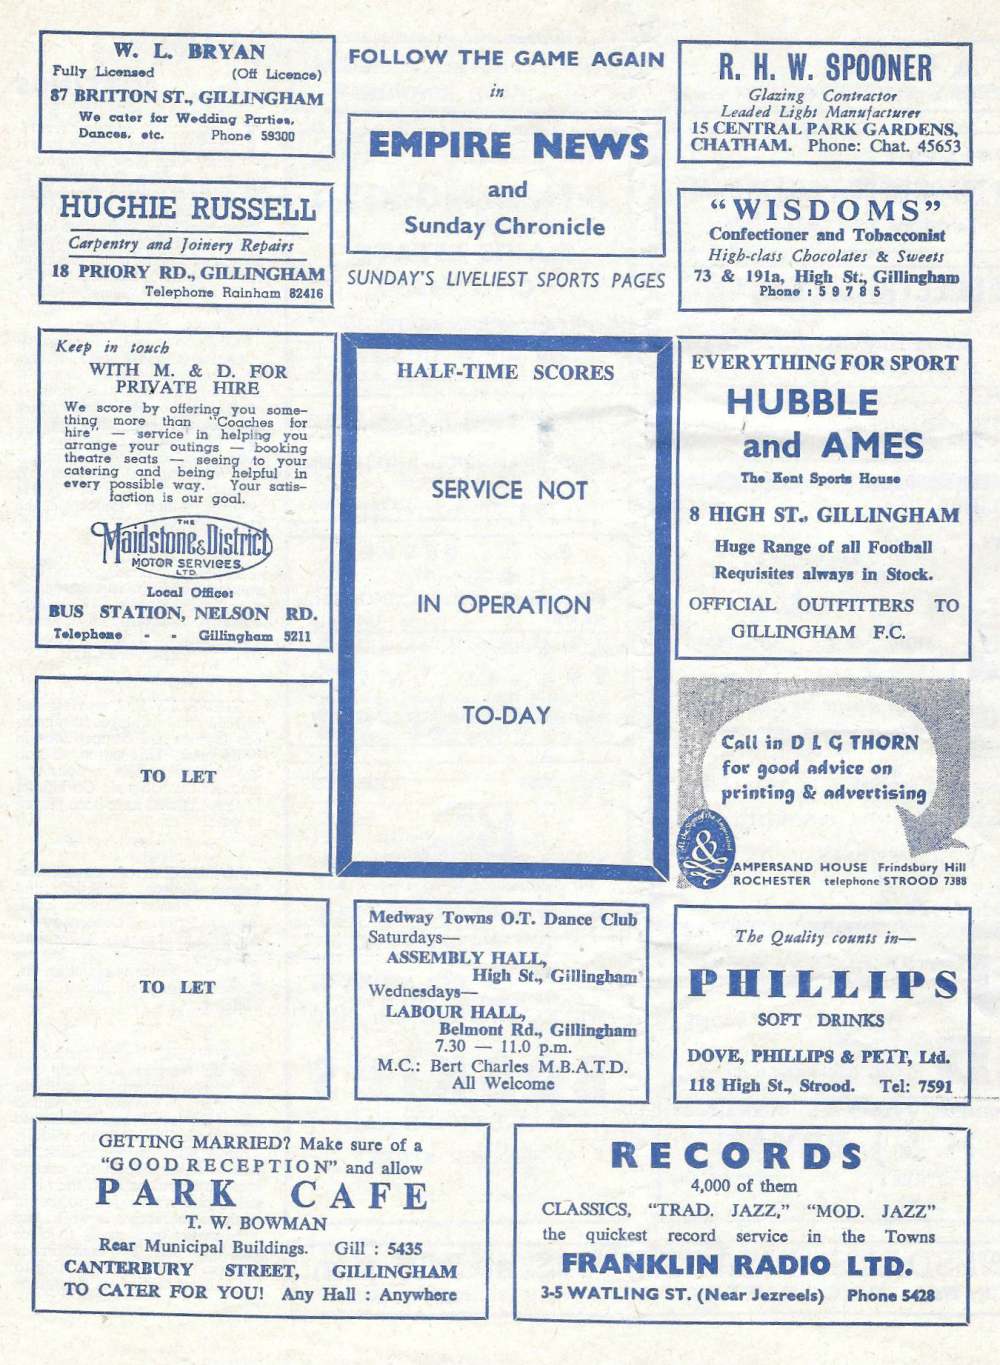 W. L. BRYAN
Fully Licensed (Off Licence)
87 BRITTON ST., GILLINGHAM
We cater for Wedding Parties,
Dances, etc. Phone 59300
FOLLOW THE GAME AGAIN
in
EMPIRE NEWS
and
Sunday Chronicle
SUNDAY'S LIVELIEST SPORTS PAGES
R. H. W. SPOONER
Glazing Contractor
Leaded Light Manufacturer
15 CENTRAL PARK GARDENS,
CHATHAM. Phone: Chat. 45653
HUGHIE RUSSELL
Carpentry and Joinery Repairs
18 PRIORY RD., GILLINGHAM
Telephone Rainham 82416
"WISDOMS"
Confectioner and Tobacconist
High-class Chocolates & Sweets
73 & 191a, High St., Gillingham
Phone : 59785
Keep in touch
WITH M. & D. FOR
PRIVATE HIRE
We score by offering you some-
thing more than "Coaches for
hire" — service in helping you
arrange your outings — booking
theatre seats — seeing to your
catering and being helpful in
every possible way. Your satis-
faction is our goal.
THE
Maidstone & District
MOTOR SERVICES
LTD.
Local Office:
BUS STATION, NELSON RD.
Telephone - - Gillingham 5211
HALF-TIME SCORES
SERVICE NOT
IN OPERATION
TO-DAY
EVERYTHING FOR SPORT
HUBBLE
and AMES
The Kent Sports House
8 HIGH ST., GILLINGHAM
Huge Range of all Football
Requisites always in Stock.
OFFICIAL OUTFITTERS TO
GILLINGHAM F.C.
TO LET
Call in D L G THORN
for good advice on
printing & advertising
At the Sign of the Ampersand
&
AMPERSAND HOUSE Frindsbury Hill
ROCHESTER telephone STROOD 7388
TO LET
Medway Towns O.T. Dance Club
Saturdays—
ASSEMBLY HALL,
High St., Gillingham
Wednesdays—
LABOUR HALL,
Belmont Rd., Gillingham
7.30 — 11.0 p.m.
M.C.: Bert Charles M.B.A.T.D.
All Welcome
The Quality counts in—
PHILLIPS
SOFT DRINKS
DOVE, PHILLIPS & PETT, Ltd.
118 High St., Strood. Tel: 7591
GETTING MARRIED? Make sure of a
"GOOD RECEPTION" and allow
PARK CAFE
T. W. BOWMAN
Rear Municipal Buildings. Gill : 5435
CANTERBURY STREET, GILLINGHAM
TO CATER FOR YOU! Any Hall : Anywhere
RECORDS
4,000 of them
CLASSICS, "TRAD. JAZZ," "MOD. JAZZ"
the quickest record service in the Towns
FRANKLIN RADIO LTD.
3-5 WATLING ST. (Near Jezreels) Phone 5428